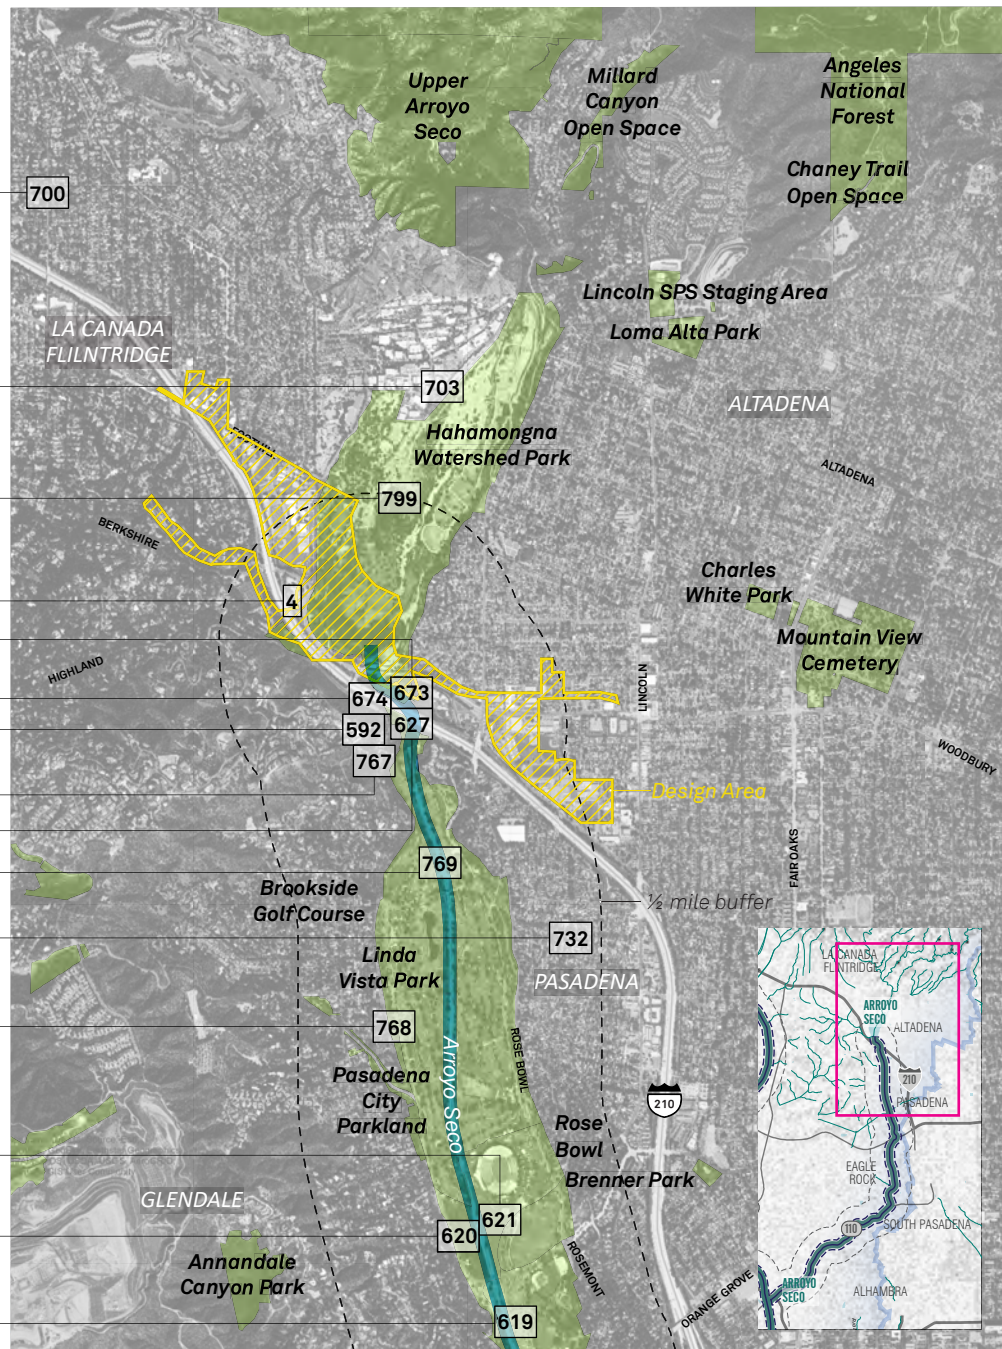 Upper
Arroyo
Seco
Millard
Canyon
Open Space
Angeles
National
Forest
Chaney Trail
Open Space
700
Lincoln SPS Staging Area
Loma Alta Park
LA CANADA
FLILNTRIDGE
703
ALTADENA
Hahamongna
Watershed Park
ALTADENA
799
BERKSHIRE
Charles
White Park
4
Mountain View
Cemetery
HIGHLAND
LINCOLN
674
673
592
627
767
WOODBURY
Design Area
FAIR OAKS
769
Brookside
Golf Course
½ mile buffer
732
Linda
Vista Park
PASADENA
768
Arroyo Seco
ROSE BOWL
Pasadena
City
Parkland
210
Rose
Bowl
Brenner Park
GLENDALE
621
620
Annandale
Canyon Park
ROSEMONT
ORANGE GROVE
619
LA CANADA
FLINTRIDGE
ARROYO
SECO
ALTADENA
210
PASADENA
EAGLE
ROCK
110
SOUTH PASADENA
ARROYO
SECO
ALHAMBRA